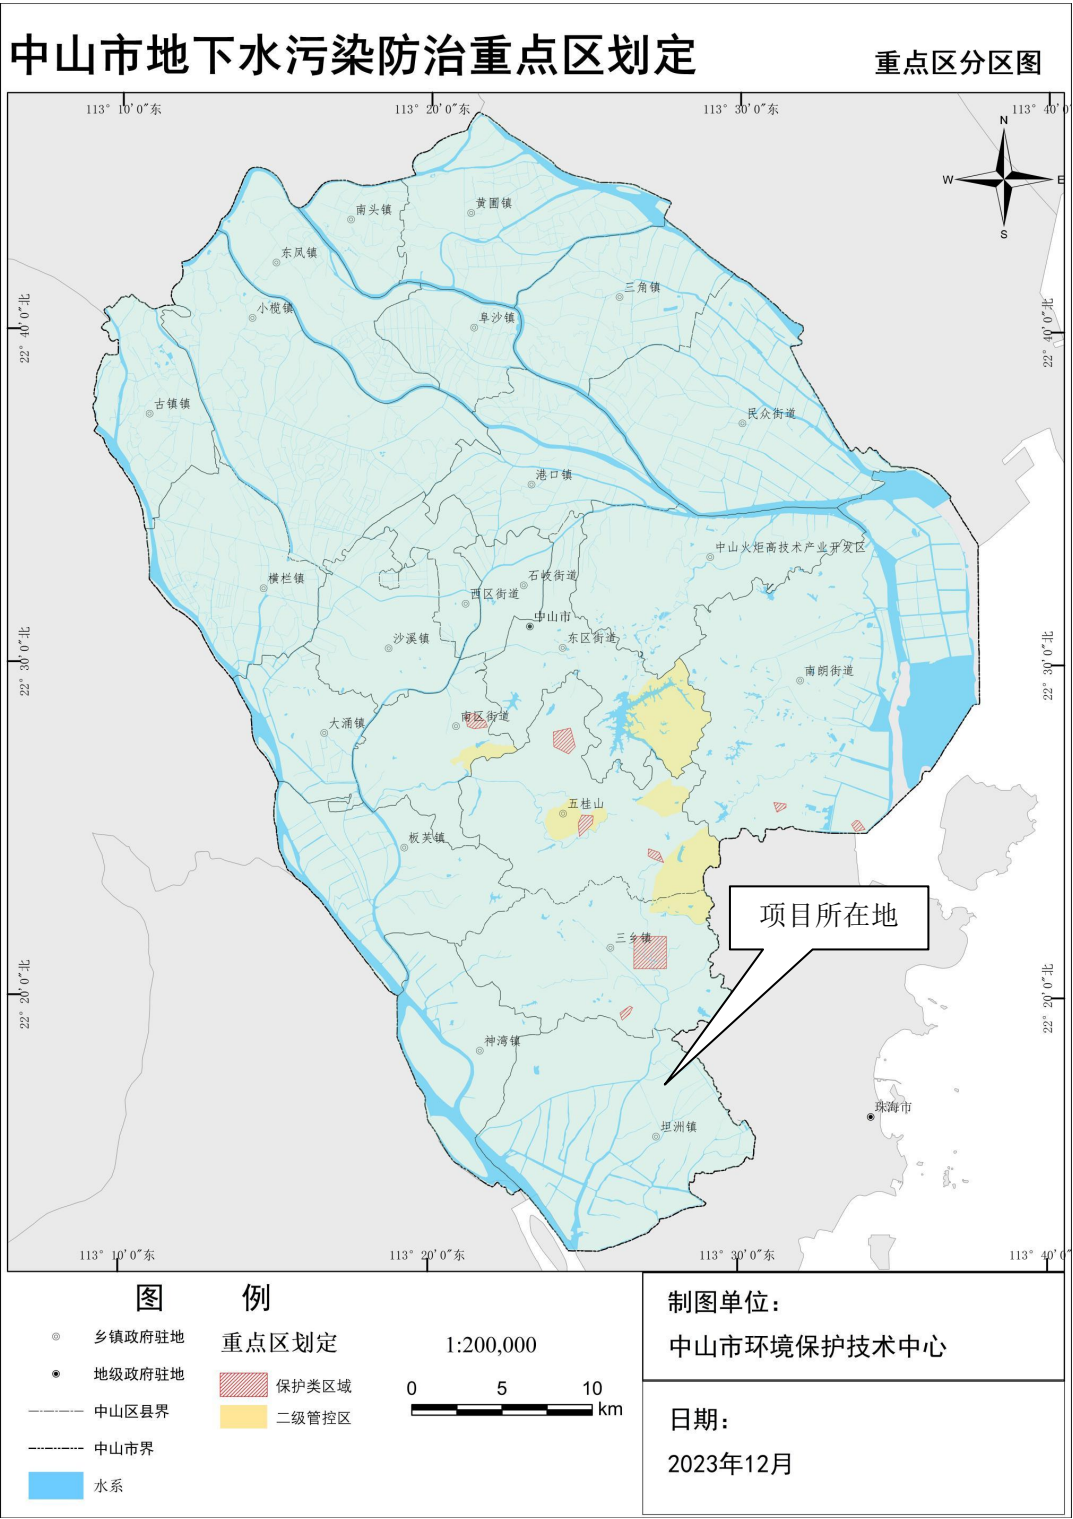 中山市地下水污染防治重点区划定
重点区分区图
113° 10′0″东
113° 20′0″东
113° 30′0″东
113° 40′0″
N
W
E
S
22° 40′0″北
22° 30′0″北
22° 20′0″北
22° 40′0″北
22° 30′0″北
22° 20′0″北
南头镇
黄圃镇
东凤镇
三角镇
小榄镇
阜沙镇
古镇镇
民众街道
港口镇
中山火炬高技术产业开发区
横栏镇
石岐街道
西区街道
中山市
沙溪镇
东区街道
南朗街道
大涌镇
南区街道
五桂山
板芙镇
项目所在地
三乡镇
神湾镇
珠海市
坦洲镇
113° 10′0″东
113° 20′0″东
113° 30′0″东
113° 40′0″
图 例
乡镇政府驻地
地级政府驻地
中山区县界
中山市界
水系
重点区划定
保护类区域
二级管控区
1:200,000
0 5 10
km
制图单位：
中山市环境保护技术中心
日期：
2023年12月